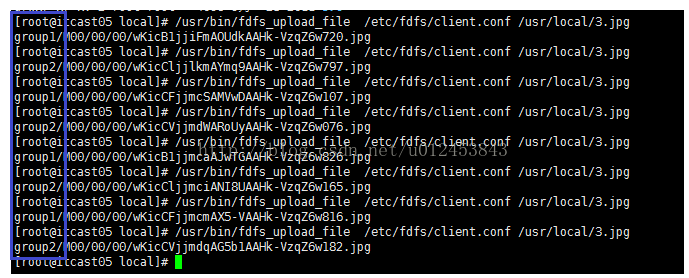 [root@itcast05 local]# /usr/bin/fdfs_upload_file  /etc/fdfs/client.conf /usr/local/3.jpg
group1/M00/00/00/wKicB1jjiFmAOUdkAAHk-VzqZ6w720.jpg
[root@itcast05 local]# /usr/bin/fdfs_upload_file  /etc/fdfs/client.conf /usr/local/3.jpg
group2/M00/00/00/wKicCljjlkmAYmq9AAHk-VzqZ6w797.jpg
[root@itcast05 local]# /usr/bin/fdfs_upload_file  /etc/fdfs/client.conf /usr/local/3.jpg
group1/M00/00/00/wKicCFjjmcSAMVwDAAHk-VzqZ6w107.jpg
[root@itcast05 local]# /usr/bin/fdfs_upload_file  /etc/fdfs/client.conf /usr/local/3.jpg
group2/M00/00/00/wKicCVjjmdWARoUyAAHk-VzqZ6w076.jpg
[root@itcast05 local]# /usr/bin/fdfs_upload_file  /etc/fdfs/client.conf /usr/local/3.jpg
http://blog.csdn.net/u012453843
group1/M00/00/00/wKicB1jjmcaAJwTGAAHk-VzqZ6w826.jpg
[root@itcast05 local]# /usr/bin/fdfs_upload_file  /etc/fdfs/client.conf /usr/local/3.jpg
group2/M00/00/00/wKicCljjmciANI8UAAHk-VzqZ6w165.jpg
[root@itcast05 local]# /usr/bin/fdfs_upload_file  /etc/fdfs/client.conf /usr/local/3.jpg
group1/M00/00/00/wKicCFjjmcmAX5-VAAHk-VzqZ6w816.jpg
[root@itcast05 local]# /usr/bin/fdfs_upload_file  /etc/fdfs/client.conf /usr/local/3.jpg
group2/M00/00/00/wKicCVjjmdqAG5b1AAHk-VzqZ6w182.jpg
[root@itcast05 local]#